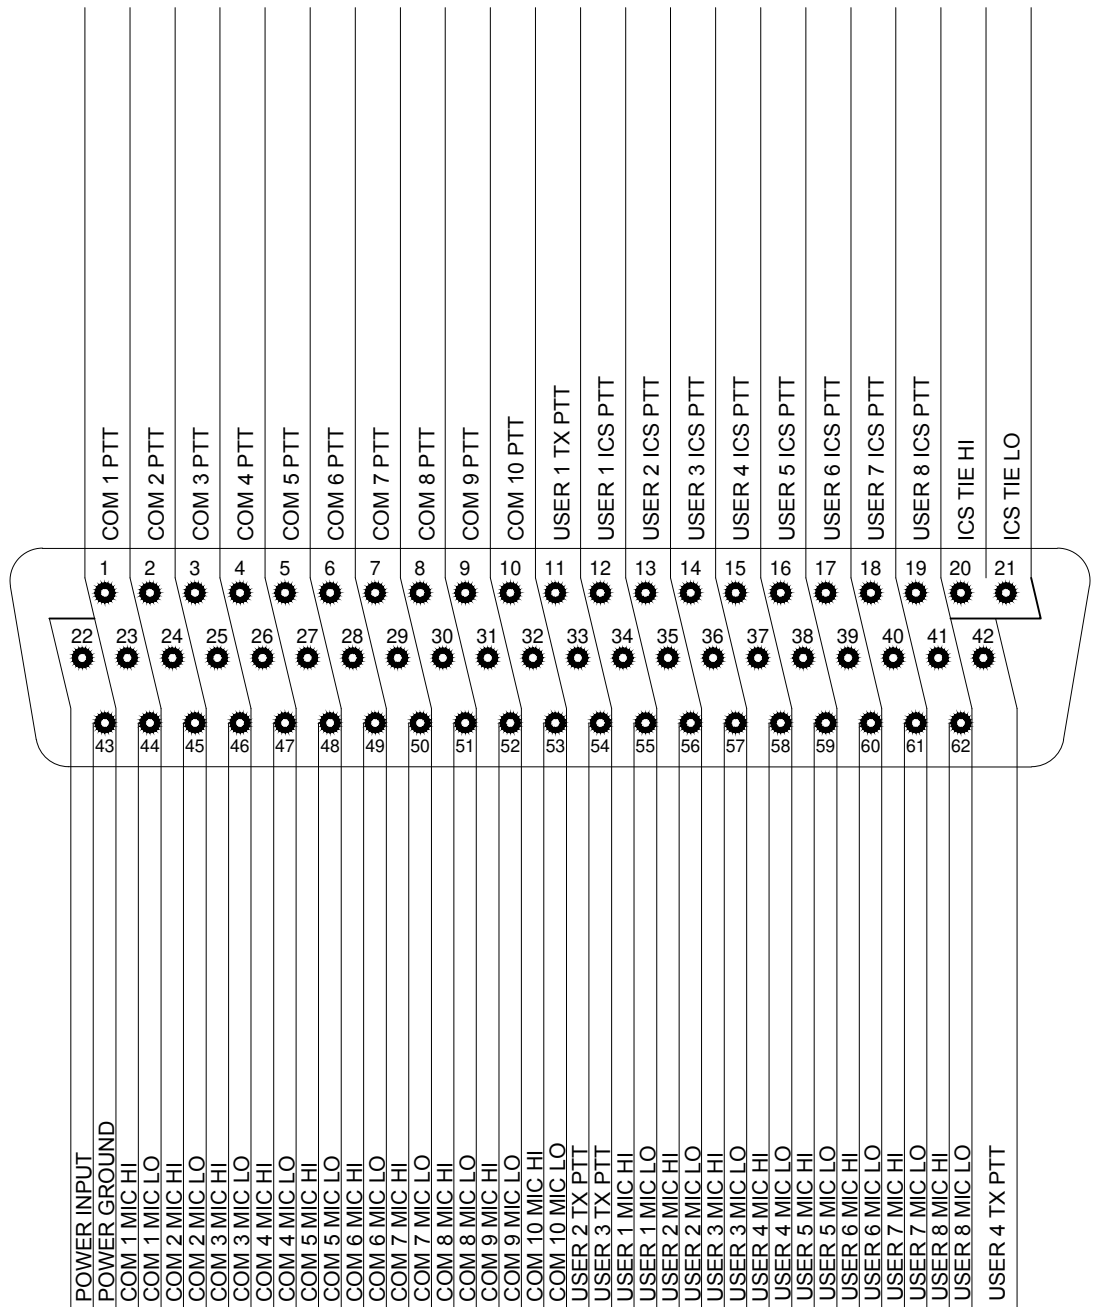 COM 1 PTT
COM 2 PTT
COM 3 PTT
COM 4 PTT
COM 5 PTT
COM 6 PTT
COM 7 PTT
COM 8 PTT
COM 9 PTT
COM 10 PTT
USER 1 TX PTT
USER 1 ICS PTT
USER 2 ICS PTT
USER 3 ICS PTT
USER 4 ICS PTT
USER 5 ICS PTT
USER 6 ICS PTT
USER 7 ICS PTT
USER 8 ICS PTT
ICS TIE HI
ICS TIE LO
1 2 3 4 5 6 7 8 9 10 11 12 13 14 15 16 17 18 19 20 21
22 23 24 25 26 27 28 29 30 31 32 33 34 35 36 37 38 39 40 41 42
43 44 45 46 47 48 49 50 51 52 53 54 55 56 57 58 59 60 61 62
POWER INPUT
POWER GROUND
COM 1 MIC HI
COM 1 MIC LO
COM 2 MIC HI
COM 2 MIC LO
COM 3 MIC HI
COM 3 MIC LO
COM 4 MIC HI
COM 4 MIC LO
COM 5 MIC HI
COM 5 MIC LO
COM 6 MIC HI
COM 6 MIC LO
COM 7 MIC HI
COM 7 MIC LO
COM 8 MIC HI
COM 8 MIC LO
COM 9 MIC HI
COM 9 MIC LO
COM 10 MIC HI
COM 10 MIC LO
USER 2 TX PTT
USER 3 TX PTT
USER 1 MIC HI
USER 1 MIC LO
USER 2 MIC HI
USER 2 MIC LO
USER 3 MIC HI
USER 3 MIC LO
USER 4 MIC HI
USER 4 MIC LO
USER 5 MIC HI
USER 5 MIC LO
USER 6 MIC HI
USER 6 MIC LO
USER 7 MIC HI
USER 7 MIC LO
USER 8 MIC HI
USER 8 MIC LO
USER 4 TX PTT